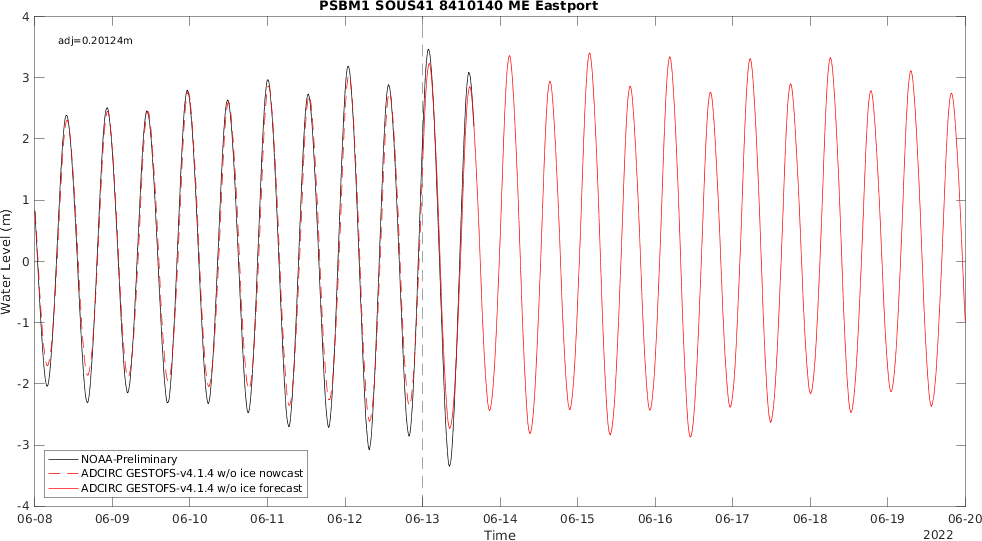 PSBM1 SOUS41 8410140 ME Eastport
adj=0.20124m
4
3
2
1
0
-1
-2
-3
-4
Water Level (m)
NOAA-Preliminary
ADCIRC GESTOFS-v4.1.4 w/o ice nowcast
ADCIRC GESTOFS-v4.1.4 w/o ice forecast
06-08 06-09 06-10 06-11 06-12 06-13 06-14 06-15 06-16 06-17 06-18 06-19 06-20
Time
2022